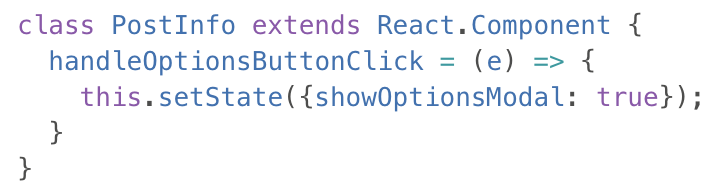 class PostInfo extends React.Component {
  handleOptionsButtonClick = (e) => {
    this.setState({showOptionsModal: true});
  }
}